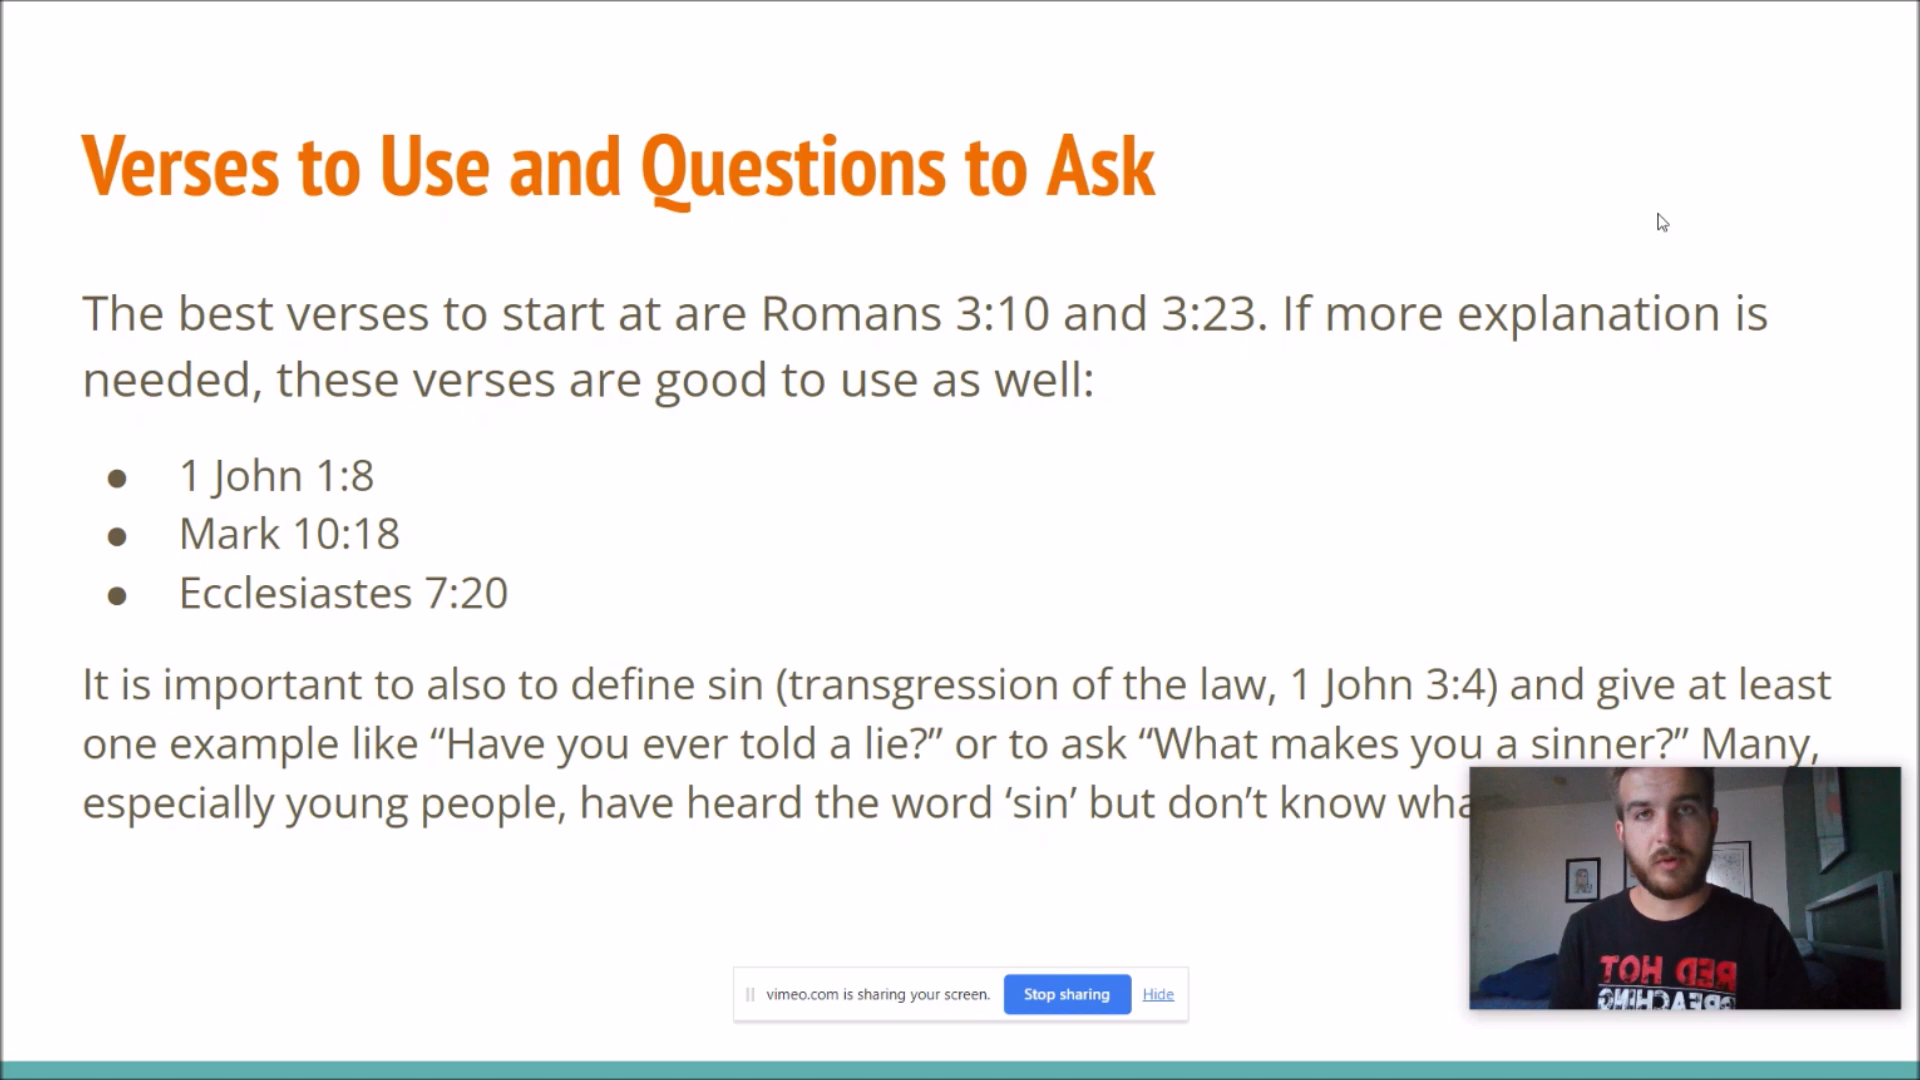 Verses to Use and Questions to Ask
The best verses to start at are Romans 3:10 and 3:23. If more explanation is
needed, these verses are good to use as well:
● 1 John 1:8
● Mark 10:18
● Ecclesiastes 7:20
It is important to also to define sin (transgression of the law, 1 John 3:4) and give at least
one example like “Have you ever told a lie?” or to ask “What makes you a sinner?” Many,
especially young people, have heard the word ‘sin’ but don’t know wha
RED HOT
PREACHING
vimeo.com is sharing your screen. Stop sharing Hide